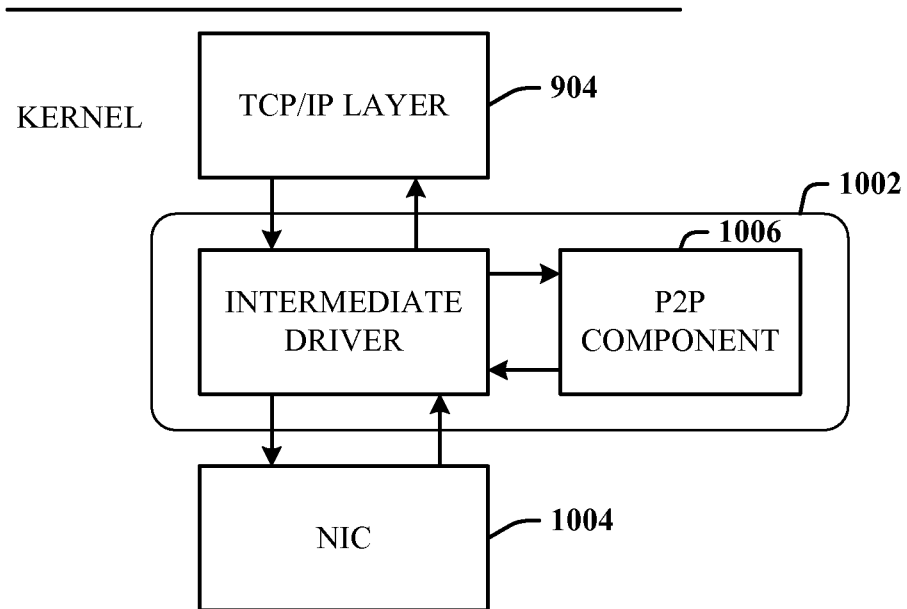 TCP/IP LAYER
904
KERNEL
1002
1006
INTERMEDIATE
DRIVER
P2P
COMPONENT
NIC
1004